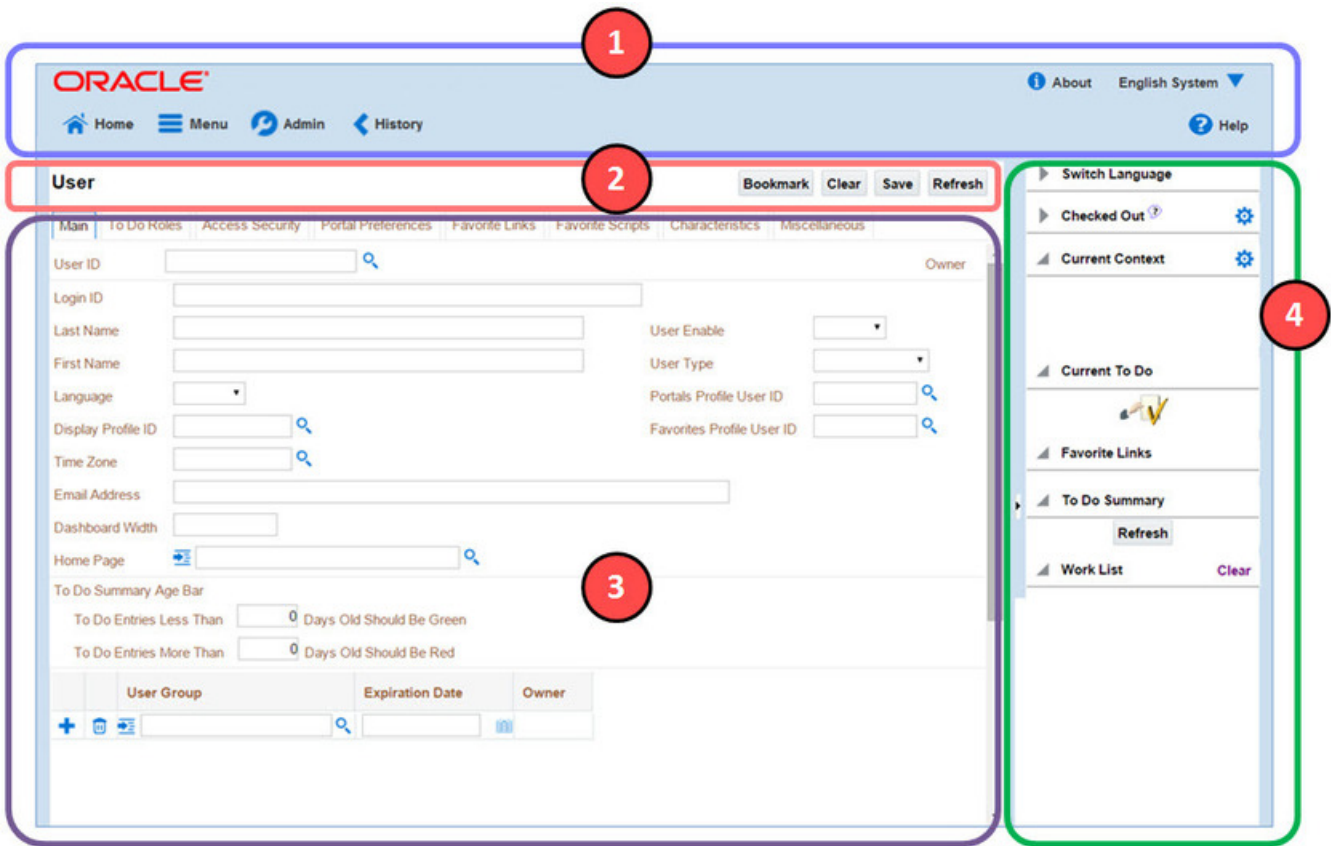 1
ORACLE®
About English System
Home Menu Admin History Help
2
User Bookmark Clear Save Refresh
Main To Do Roles Access Security Portal Preferences Favorite Links Favorite Scripts Characteristics Miscellaneous
User ID Owner
Login ID
Last Name User Enable
First Name User Type
Language Portals Profile User ID
Display Profile ID Favorites Profile User ID
Time Zone
Email Address
Dashboard Width
Home Page
3
To Do Summary Age Bar
To Do Entries Less Than 0 Days Old Should Be Green
To Do Entries More Than 0 Days Old Should Be Red
User Group Expiration Date Owner
Switch Language
Checked Out ?
Current Context
4
Current To Do
Favorite Links
To Do Summary
Refresh
Work List Clear